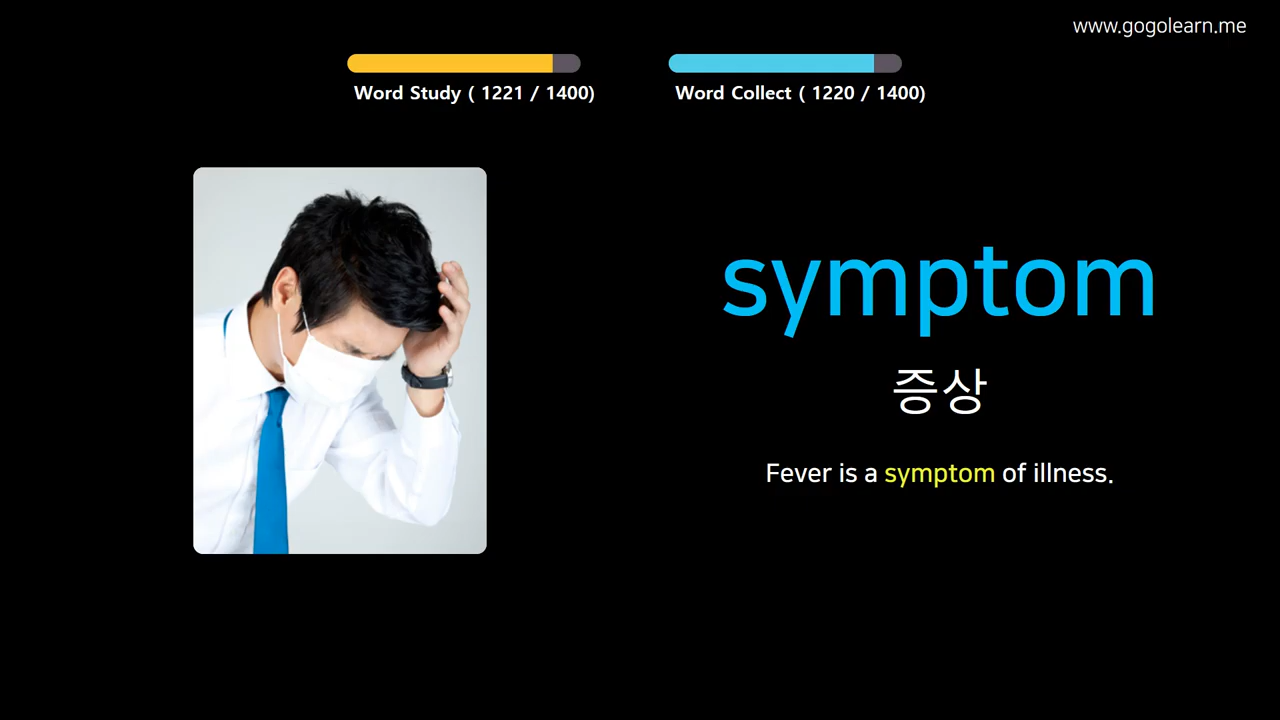 www.gogolearn.me
Word Study ( 1221 / 1400)
Word Collect ( 1220 / 1400)
symptom
증상
Fever is a symptom of illness.